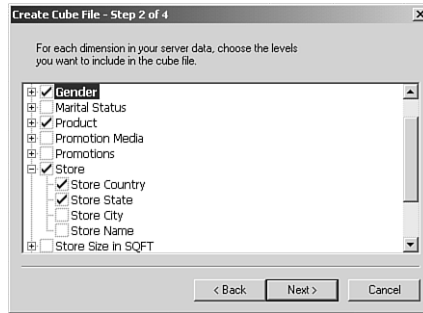 Create Cube File - Step 2 of 4
For each dimension in your server data, choose the levels
you want to include in the cube file.
Gender
Marital Status
Product
Promotion Media
Promotions
Store
Store Country
Store State
Store City
Store Name
Store Size in SQFT
< Back Next > Cancel